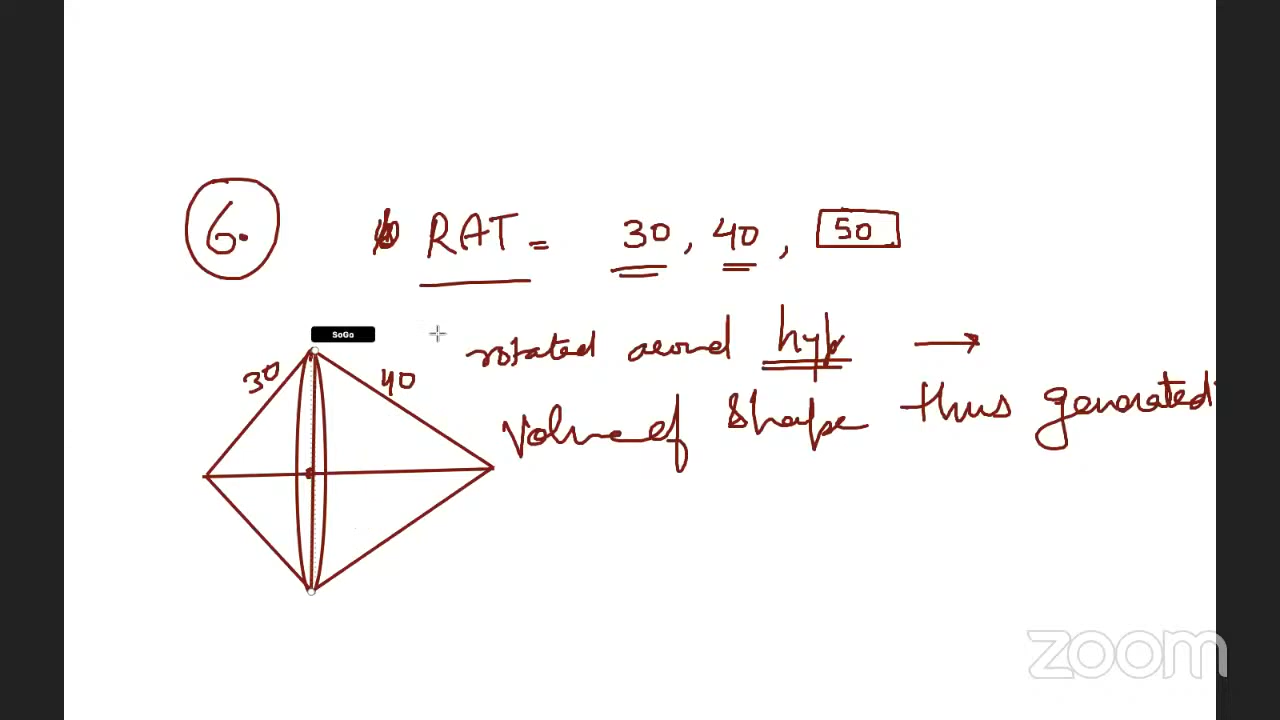 6.
RAT = 30, 40, 50
SoGo
30
40
rotated around hyp →
Volume of shape thus generated
zoom